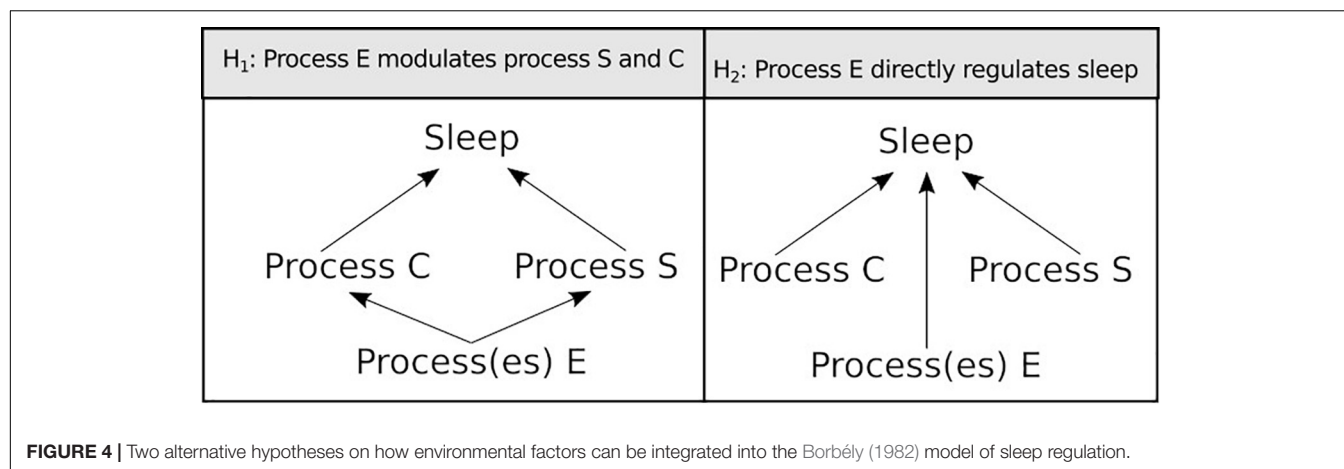 H₁: Process E modulates process S and C
H₂: Process E directly regulates sleep
Sleep
Process C
Process S
Process(es) E
Sleep
Process C
Process S
Process(es) E
FIGURE 4 | Two alternative hypotheses on how environmental factors can be integrated into the Borbély (1982) model of sleep regulation.